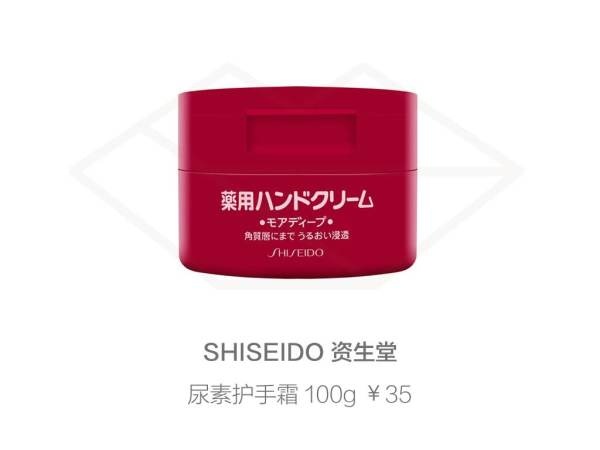 薬用ハンドクリーム
•モアディープ•
角質層にまで うるおい浸透
SHISEIDO
SHISEIDO 资生堂
尿素护手霜 100g ￥35